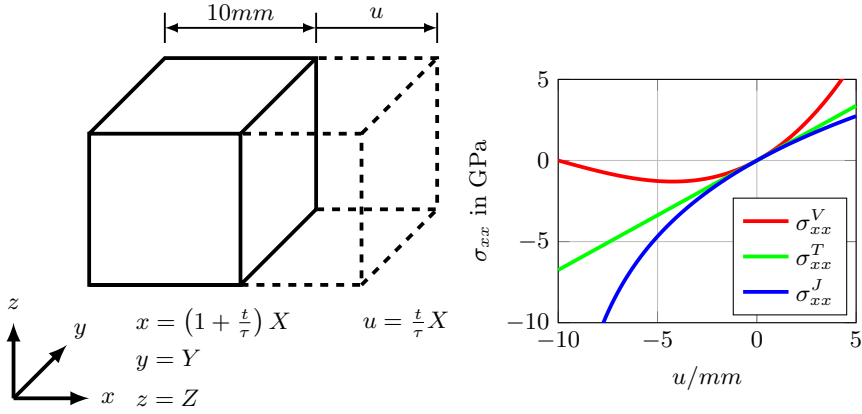 10mm
u
z
y
x
x = (1 + t/τ) X
u = t/τ X
y = Y
z = Z
5
0
−5
−10
σ_xx in GPa
σ^V_xx
σ^T_xx
σ^J_xx
−10 −5 0 5
u/mm